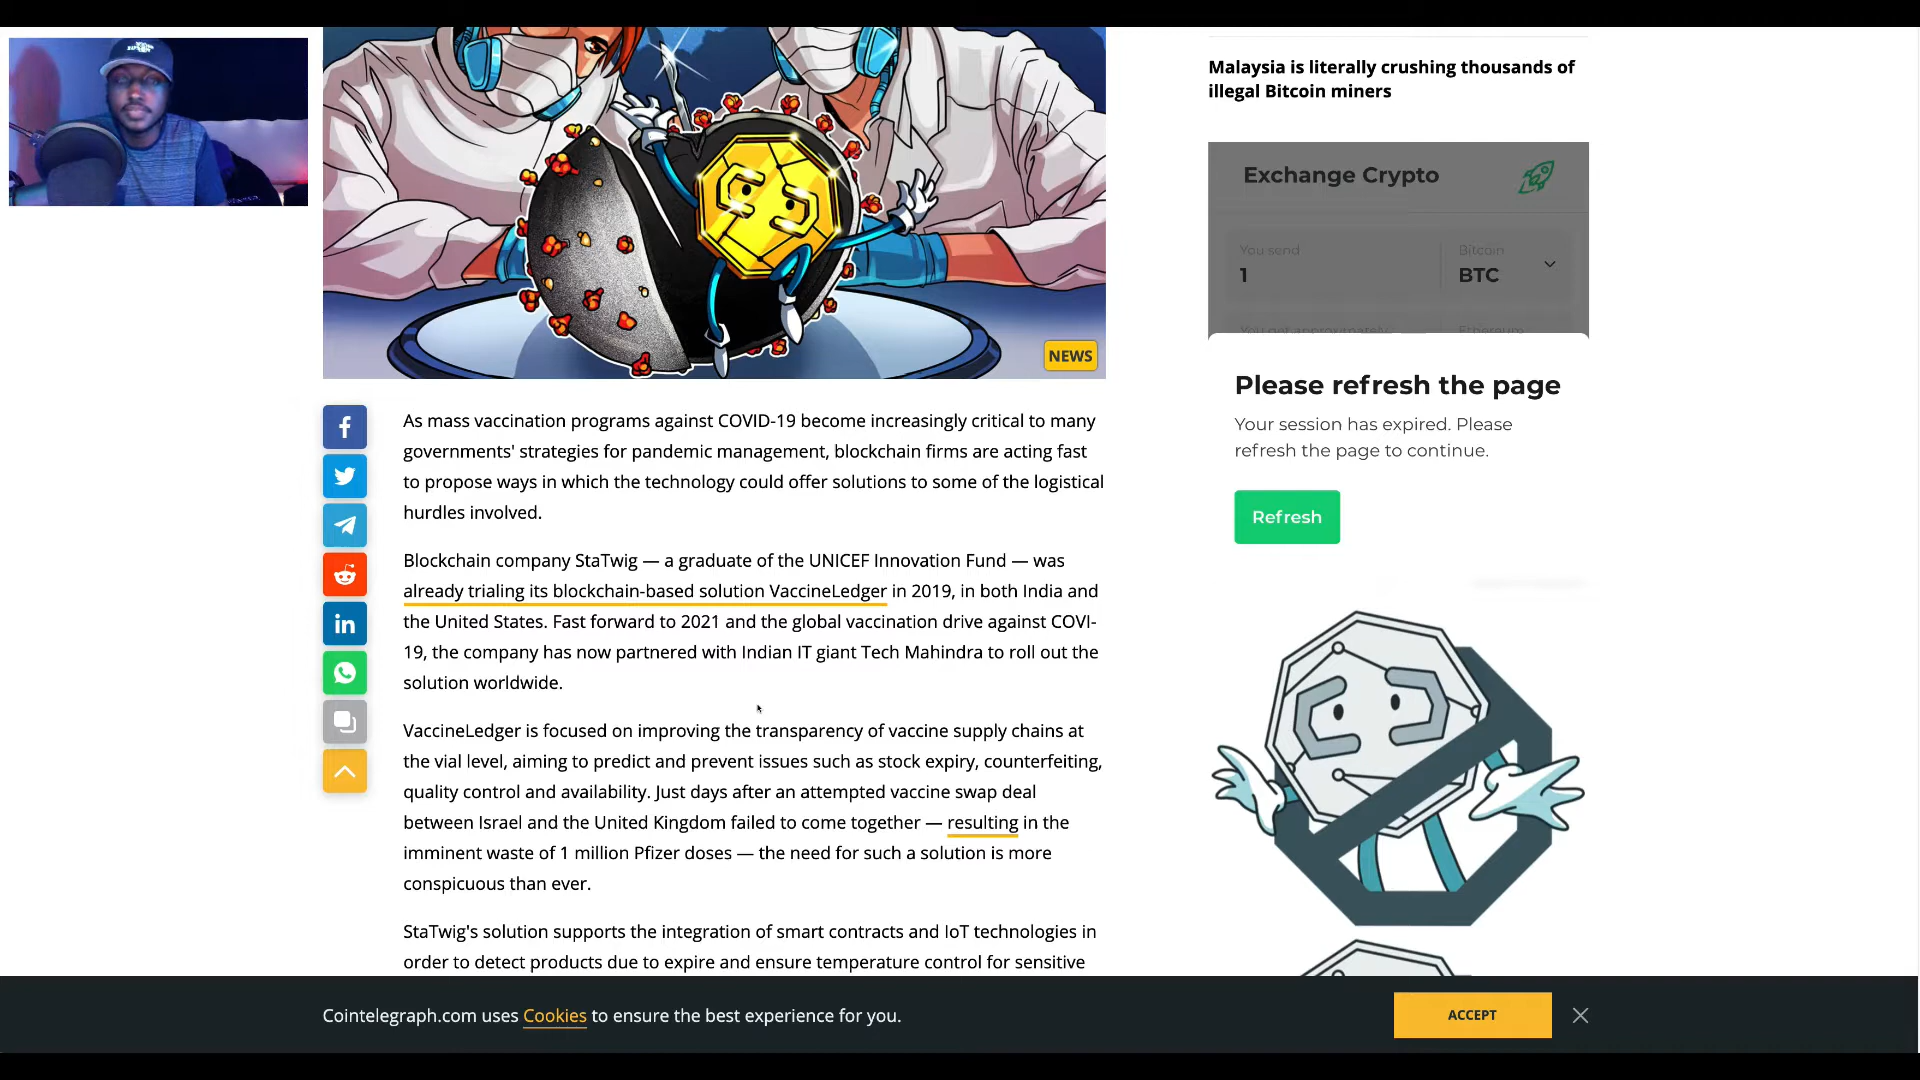 Malaysia is literally crushing thousands of
illegal Bitcoin miners
Exchange Crypto
You send
1
Bitcoin
BTC
You get approximately
Ethereum
Please refresh the page
Your session has expired. Please
refresh the page to continue.
Refresh
NEWS
As mass vaccination programs against COVID-19 become increasingly critical to many
governments' strategies for pandemic management, blockchain firms are acting fast
to propose ways in which the technology could offer solutions to some of the logistical
hurdles involved.
Blockchain company StaTwig — a graduate of the UNICEF Innovation Fund — was
already trialing its blockchain-based solution VaccineLedger in 2019, in both India and
the United States. Fast forward to 2021 and the global vaccination drive against COVI-
19, the company has now partnered with Indian IT giant Tech Mahindra to roll out the
solution worldwide.
VaccineLedger is focused on improving the transparency of vaccine supply chains at
the vial level, aiming to predict and prevent issues such as stock expiry, counterfeiting,
quality control and availability. Just days after an attempted vaccine swap deal
between Israel and the United Kingdom failed to come together — resulting in the
imminent waste of 1 million Pfizer doses — the need for such a solution is more
conspicuous than ever.
StaTwig's solution supports the integration of smart contracts and IoT technologies in
order to detect products due to expire and ensure temperature control for sensitive
Cointelegraph.com uses Cookies to ensure the best experience for you.
ACCEPT